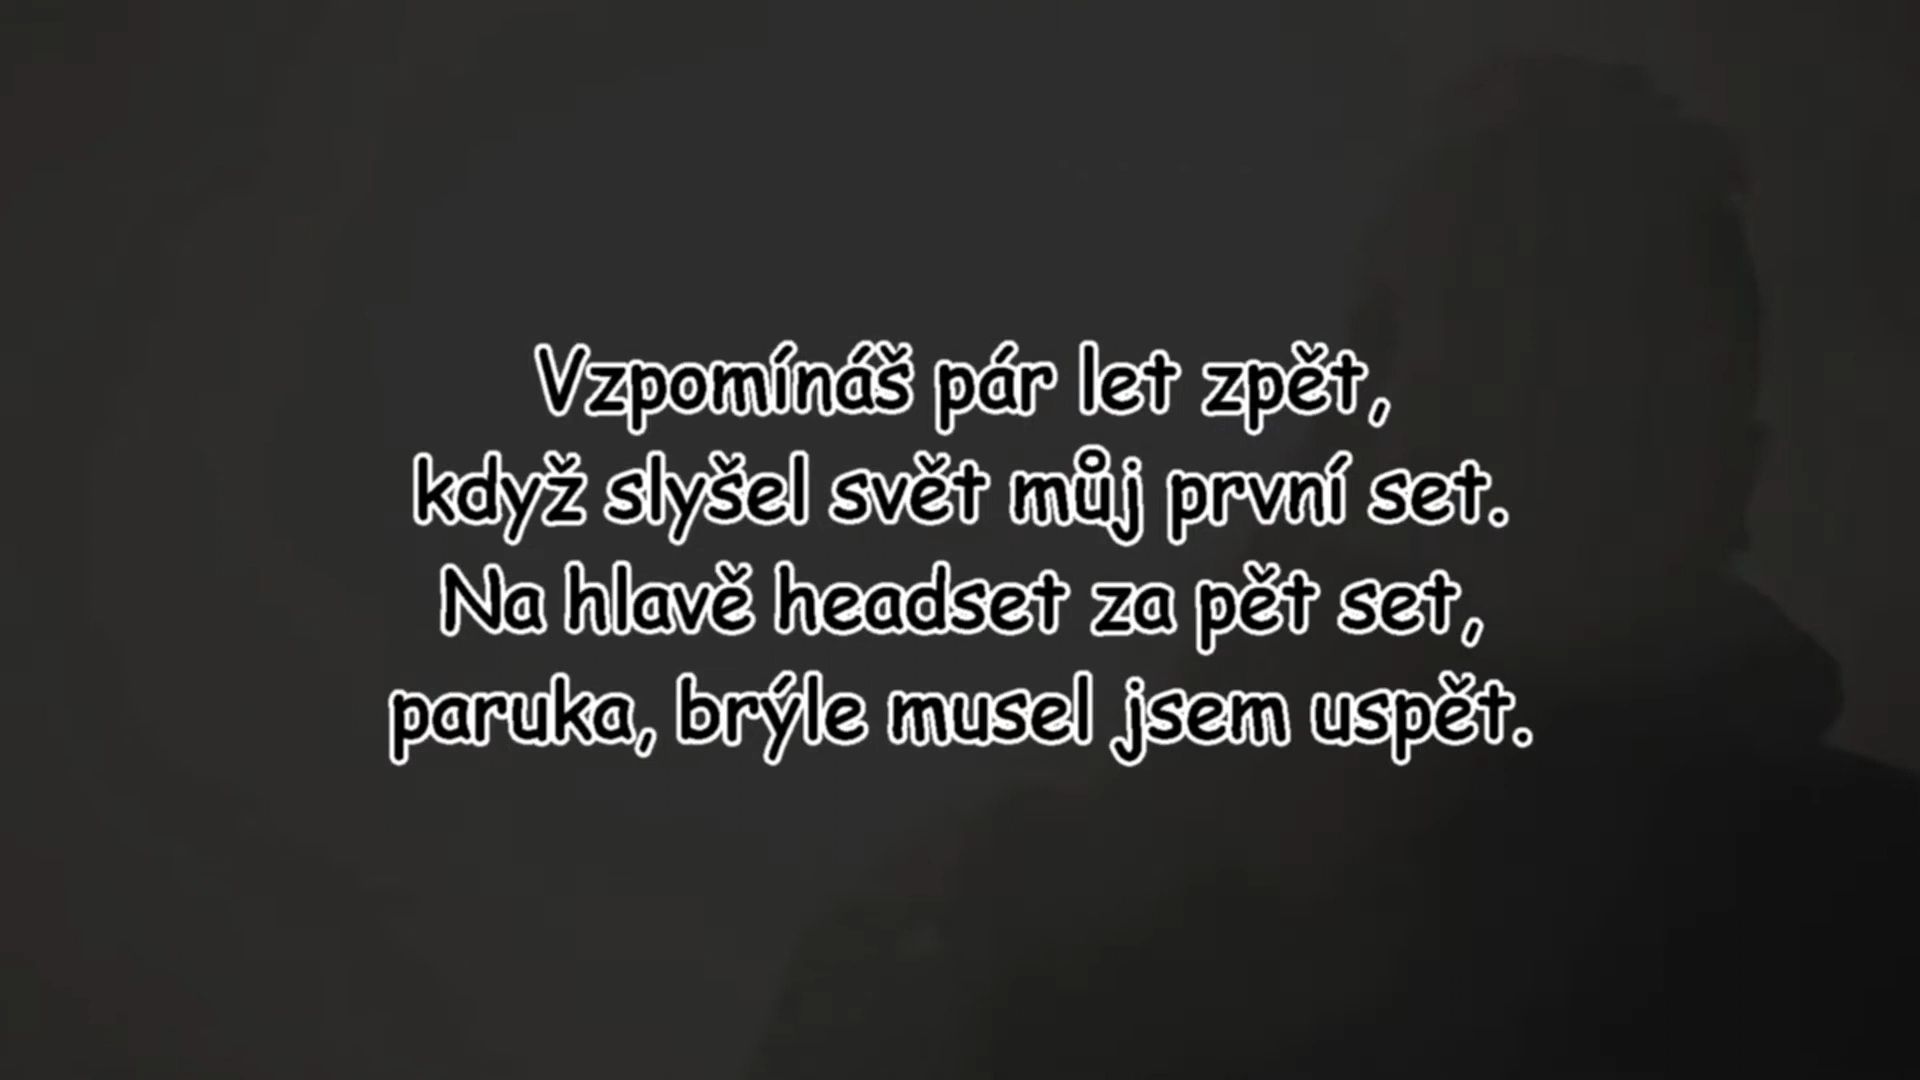 Vzpomínáš pár let zpět,
když slyšel svět můj první set.
Na hlavě headset za pět set,
paruka, brýle musel jsem uspět.